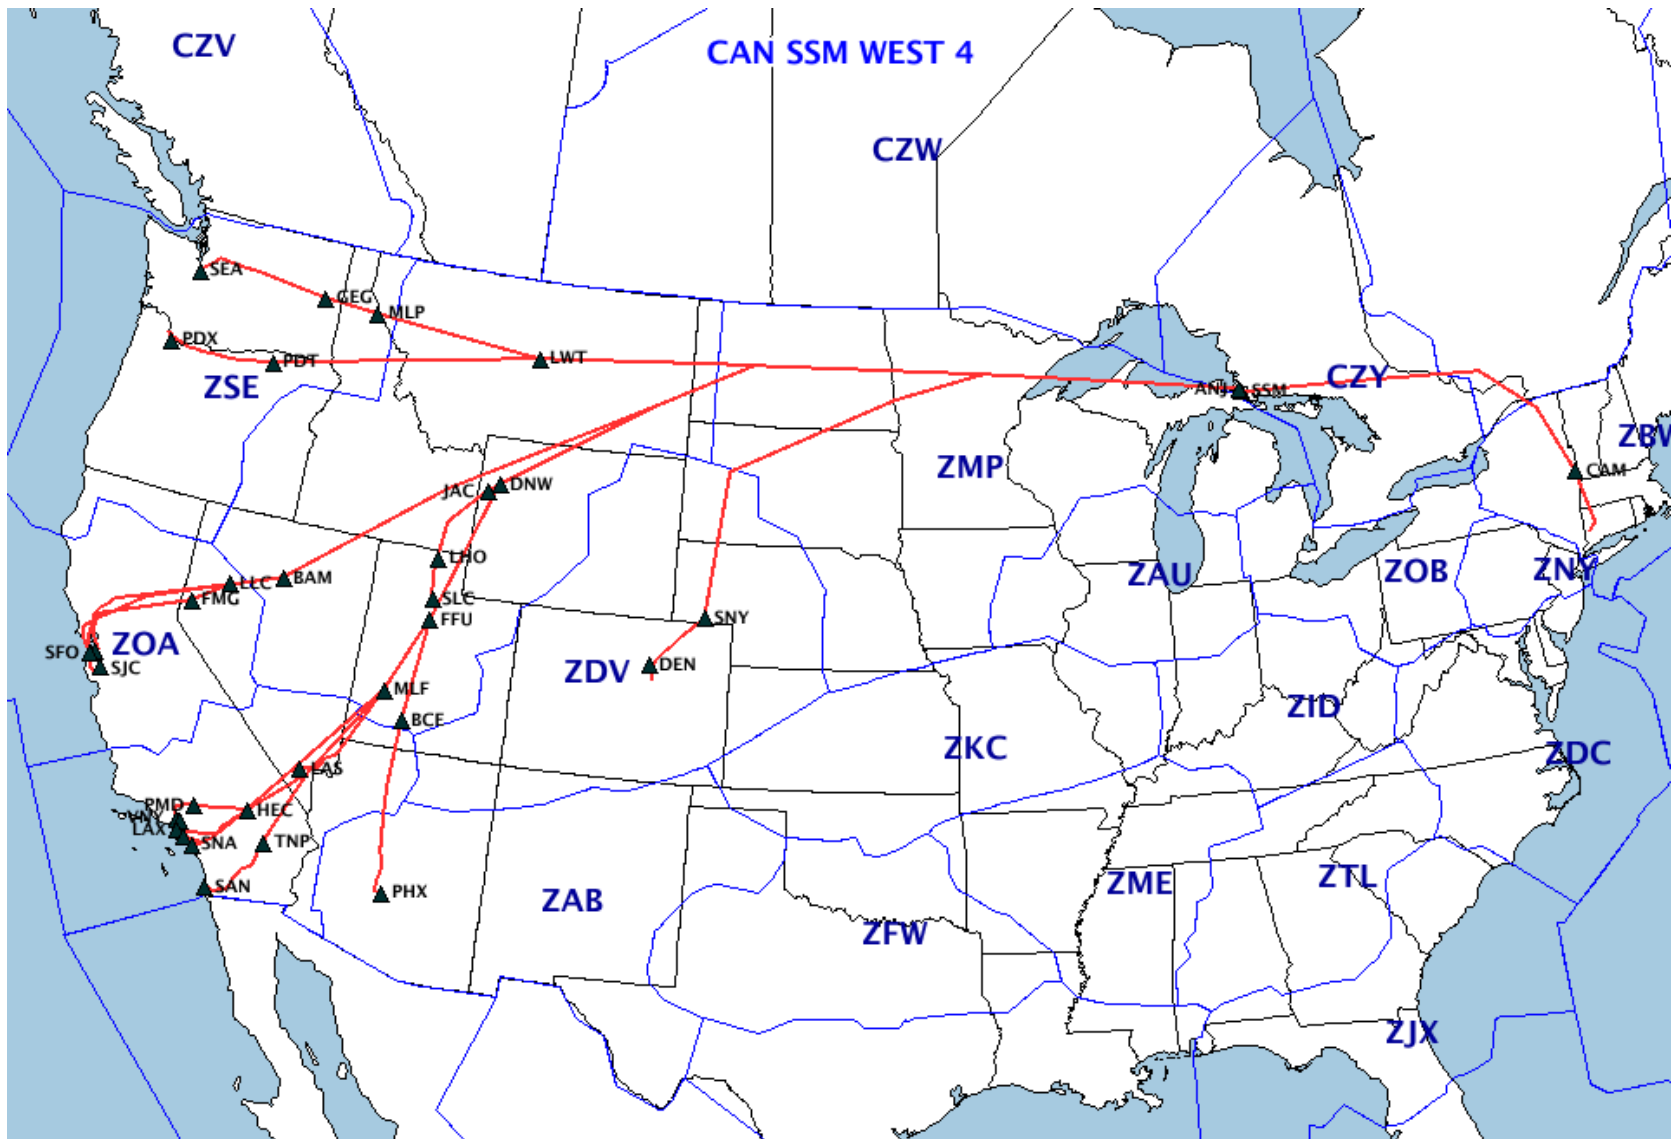 CZV
CAN SSM WEST 4
CZW
SEA
GEG
MLP
PDX
PDT
LWT
ZSE
ANJ
SSM
CZY
ZBW
ZMP
CAM
JAC
DNW
LHO
LLC
BAM
FMG
SLC
FFU
SNY
ZAU
ZOB
ZNY
SFO
ZOA
SJC
ZDV
DEN
MLF
BCE
ZID
ZKC
ZDC
LAS
PMD
HEC
VNY
LAX
SNA
TNP
SAN
PHX
ZAB
ZME
ZTL
ZFW
ZJX